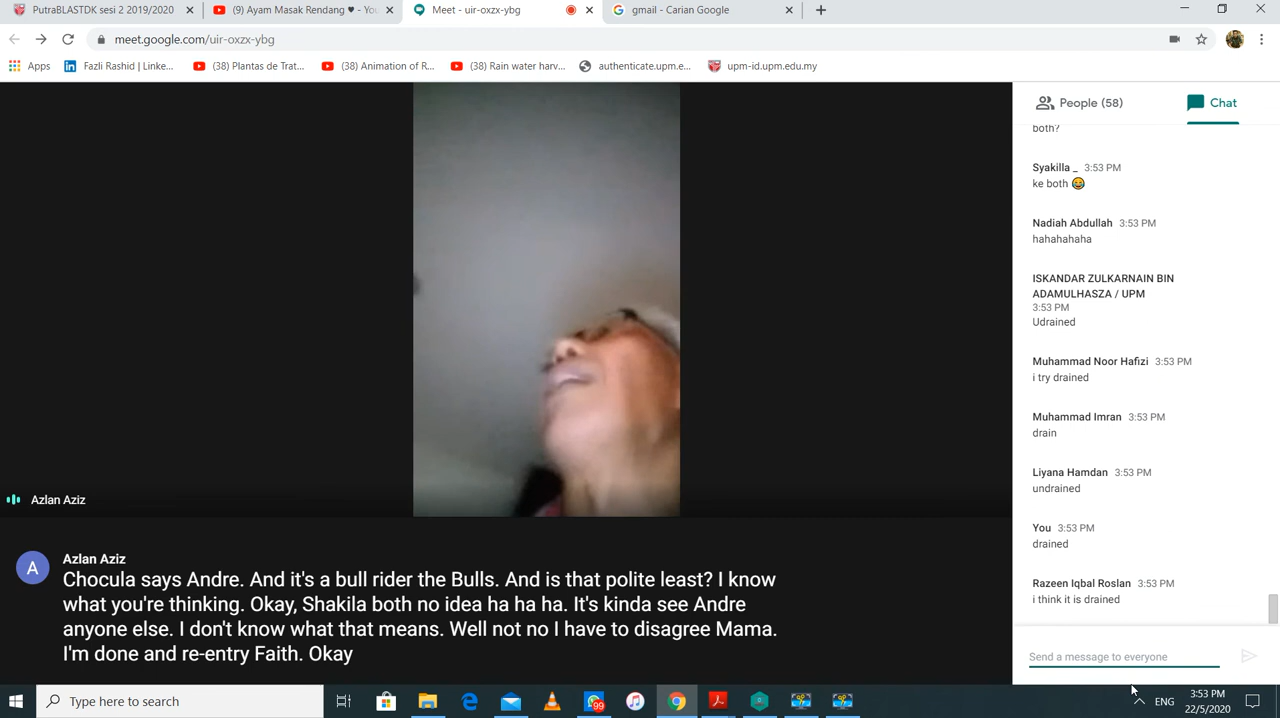 PutraBLASTDK sesi 2 2019/2020
(9) Ayam Masak Rendang ♥ - You
Meet - uir-oxzx-ybg
gmail - Carian Google
meet.google.com/uir-oxzx-ybg
Apps
Fazli Rashid | Linke...
(38) Plantas de Trat...
(38) Animation of R...
(38) Rain water harv...
authenticate.upm.e...
upm-id.upm.edu.my
People (58)
Chat
both?
Syakilla _ 3:53 PM
ke both 😂
Nadiah Abdullah 3:53 PM
hahahahaha
ISKANDAR ZULKARNAIN BIN
ADAMULHASZA / UPM
3:53 PM
Udrained
Muhammad Noor Hafizi 3:53 PM
i try drained
Muhammad Imran 3:53 PM
drain
Liyana Hamdan 3:53 PM
undrained
You 3:53 PM
drained
Razeen Iqbal Roslan 3:53 PM
i think it is drained
Send a message to everyone
Azlan Aziz
A
Azlan Aziz
Chocula says Andre. And it's a bull rider the Bulls. And is that polite least? I know
what you're thinking. Okay, Shakila both no idea ha ha ha. It's kinda see Andre
anyone else. I don't know what that means. Well not no I have to disagree Mama.
I'm done and re-entry Faith. Okay
Type here to search
99
ENG
3:53 PM
22/5/2020